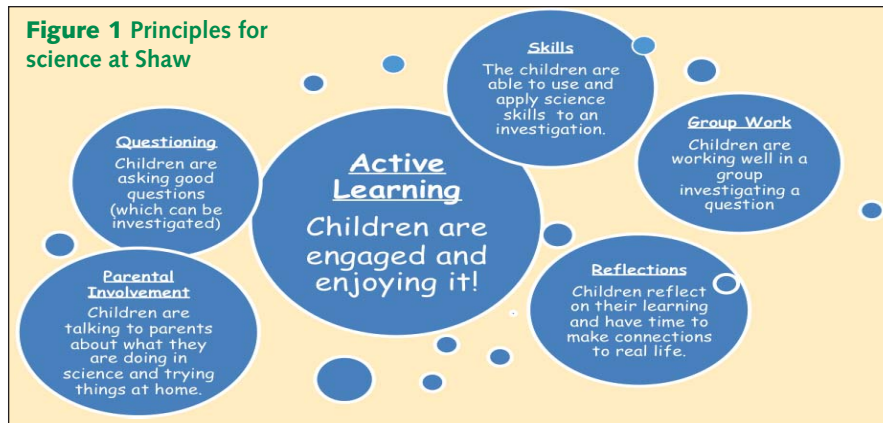 Figure 1 Principles for
science at Shaw
Questioning
Children are
asking good
questions
(which can be
investigated)
Parental
Involvement
Children are
talking to parents
about what they
are doing in
science and trying
things at home.
Active
Learning
Children are
engaged and
enjoying it!
Skills
The children are
able to use and
apply science
skills to an
investigation.
Group Work
Children are
working well in a
group
investigating a
question
Reflections
Children reflect
on their learning
and have time to
make connections
to real life.